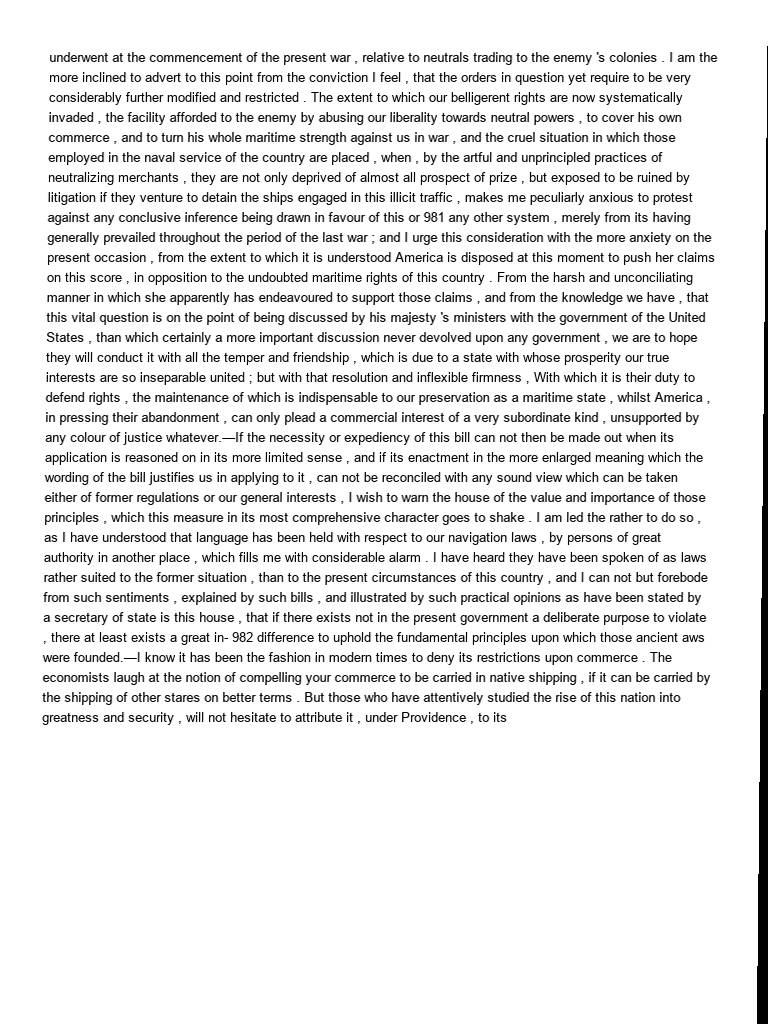 underwent at the commencement of the present war , relative to neutrals trading to the enemy 's colonies . I am the
more inclined to advert to this point from the conviction I feel , that the orders in question yet require to be very
considerably further modified and restricted . The extent to which our belligerent rights are now systematically
invaded , the facility afforded to the enemy by abusing our liberality towards neutral powers , to cover his own
commerce , and to turn his whole maritime strength against us in war , and the cruel situation in which those
employed in the naval service of the country are placed , when , by the artful and unprincipled practices of
neutralizing merchants , they are not only deprived of almost all prospect of prize , but exposed to be ruined by
litigation if they venture to detain the ships engaged in this illicit traffic , makes me peculiarly anxious to protest
against any conclusive inference being drawn in favour of this or 981 any other system , merely from its having
generally prevailed throughout the period of the last war ; and I urge this consideration with the more anxiety on the
present occasion , from the extent to which it is understood America is disposed at this moment to push her claims
on this score , in opposition to the undoubted maritime rights of this country . From the harsh and unconciliating
manner in which she apparently has endeavoured to support those claims , and from the knowledge we have , that
this vital question is on the point of being discussed by his majesty 's ministers with the government of the United
States , than which certainly a more important discussion never devolved upon any government , we are to hope
they will conduct it with all the temper and friendship , which is due to a state with whose prosperity our true
interests are so inseparable united ; but with that resolution and inflexible firmness , With which it is their duty to
defend rights , the maintenance of which is indispensable to our preservation as a maritime state , whilst America ,
in pressing their abandonment , can only plead a commercial interest of a very subordinate kind , unsupported by
any colour of justice whatever.—If the necessity or expediency of this bill can not then be made out when its
application is reasoned on in its more limited sense , and if its enactment in the more enlarged meaning which the
wording of the bill justifies us in applying to it , can not be reconciled with any sound view which can be taken
either of former regulations or our general interests , I wish to warn the house of the value and importance of those
principles , which this measure in its most comprehensive character goes to shake . I am led the rather to do so ,
as I have understood that language has been held with respect to our navigation laws , by persons of great
authority in another place , which fills me with considerable alarm . I have heard they have been spoken of as laws
rather suited to the former situation , than to the present circumstances of this country , and I can not but forebode
from such sentiments , explained by such bills , and illustrated by such practical opinions as have been stated by
a secretary of state is this house , that if there exists not in the present government a deliberate purpose to violate
, there at least exists a great in- 982 difference to uphold the fundamental principles upon which those ancient aws
were founded.—I know it has been the fashion in modern times to deny its restrictions upon commerce . The
economists laugh at the notion of compelling your commerce to be carried in native shipping , if it can be carried by
the shipping of other stares on better terms . But those who have attentively studied the rise of this nation into
greatness and security , will not hesitate to attribute it , under Providence , to its